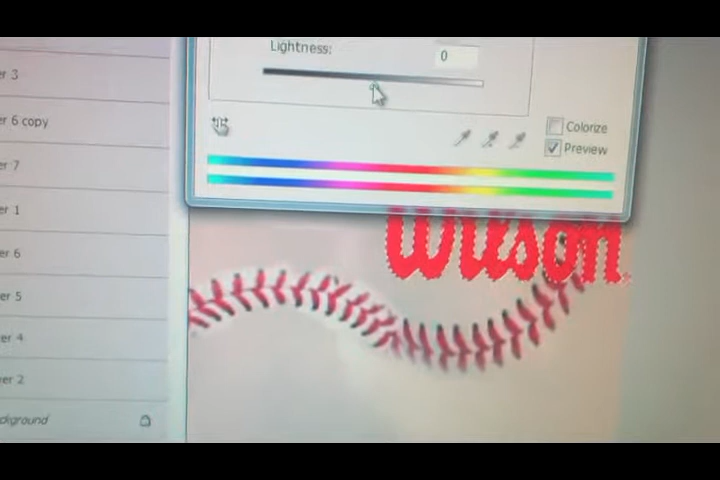 Lightness:
0
er 3
er 6 copy
Colorize
Preview
er 7
er 1
Wilson
er 6
er 5
er 4
er 2